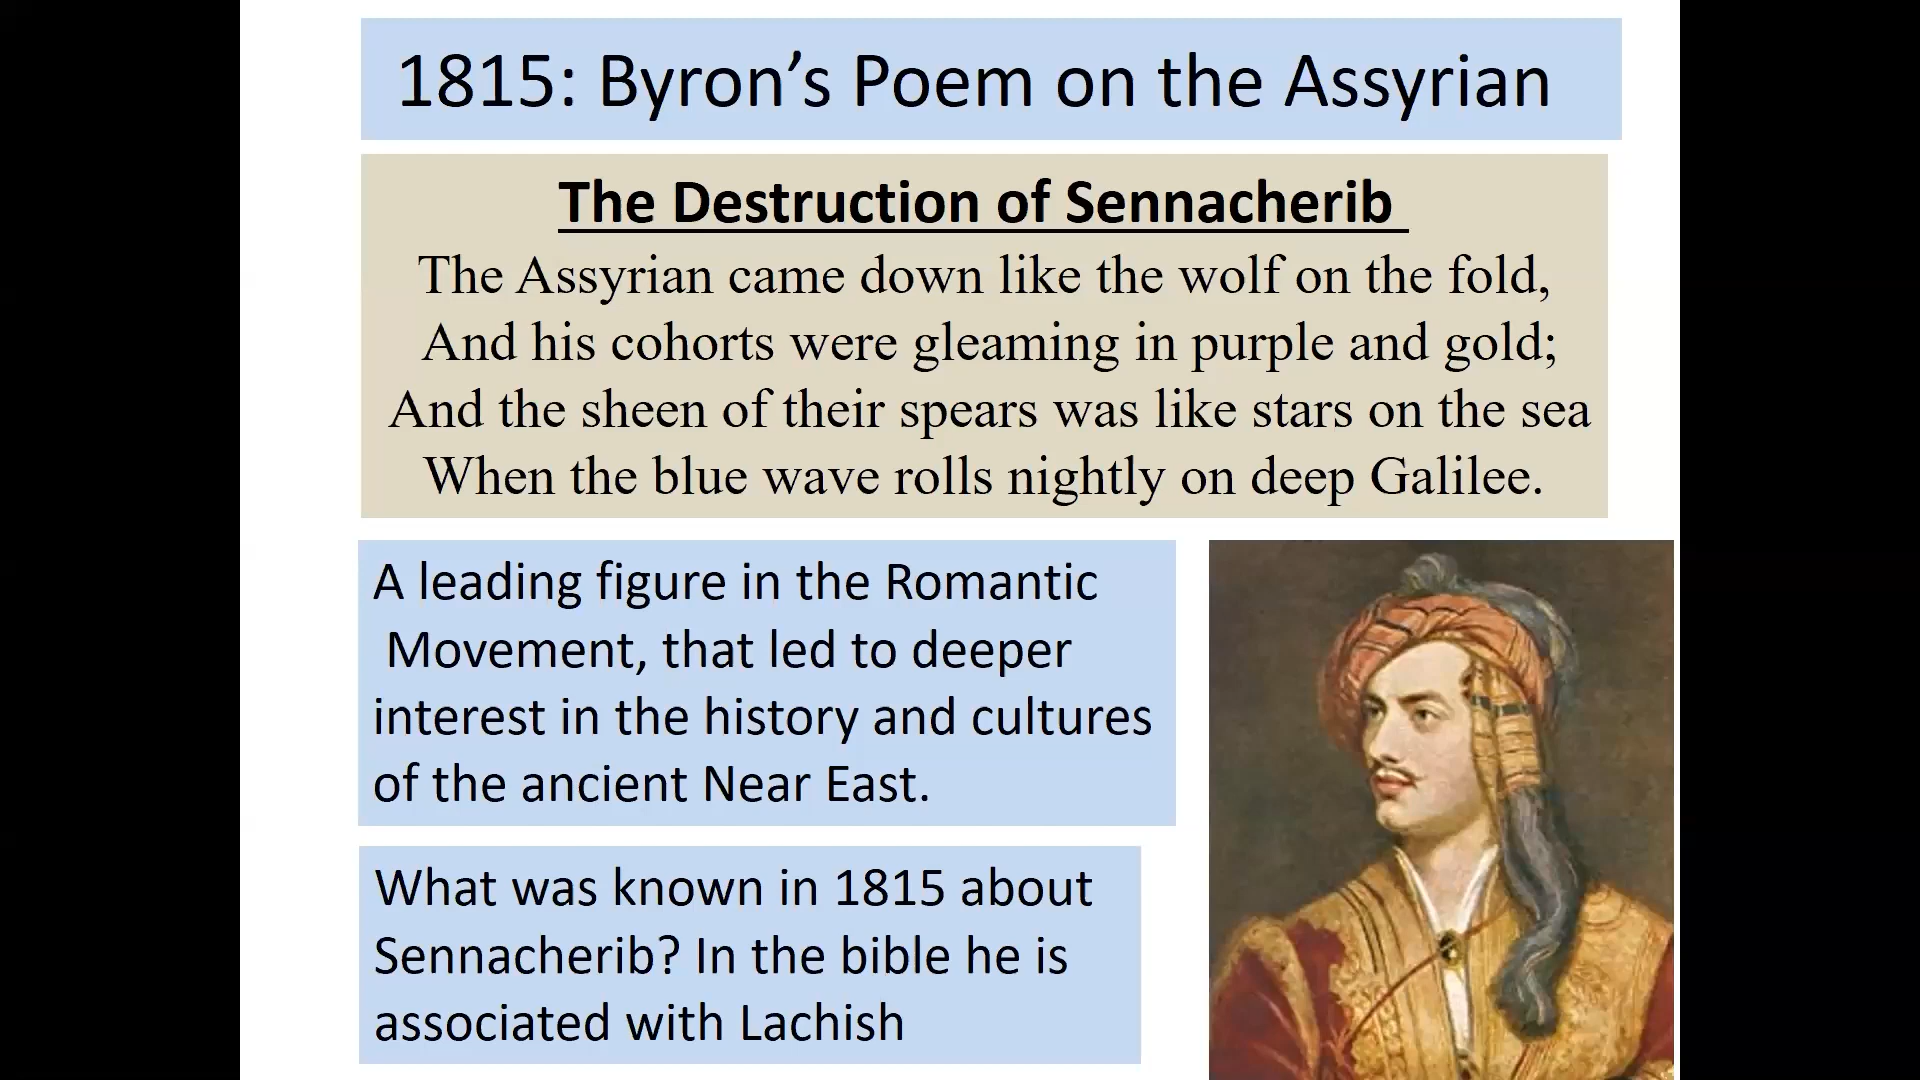 1815: Byron’s Poem on the Assyrian
The Destruction of Sennacherib
The Assyrian came down like the wolf on the fold,
And his cohorts were gleaming in purple and gold;
And the sheen of their spears was like stars on the sea
When the blue wave rolls nightly on deep Galilee.
A leading figure in the Romantic
Movement, that led to deeper
interest in the history and cultures
of the ancient Near East.
What was known in 1815 about
Sennacherib? In the bible he is
associated with Lachish